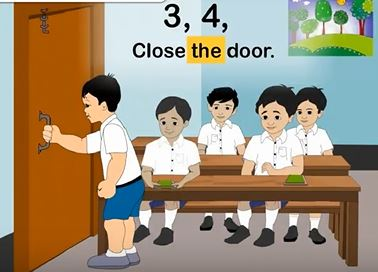 3, 4,
Close the door.